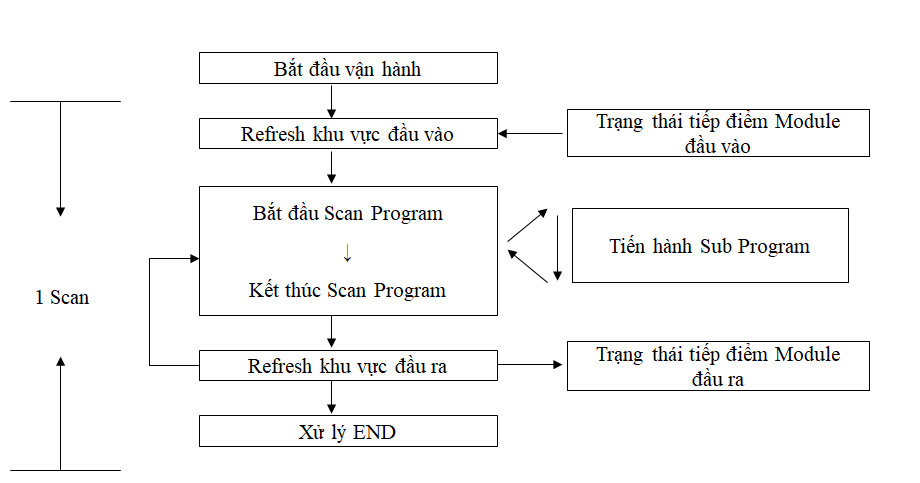 Bắt đầu vận hành
Refresh khu vực đầu vào
Trạng thái tiếp điểm Module
đầu vào
Bắt đầu Scan Program
↓
Kết thúc Scan Program
Tiến hành Sub Program
1 Scan
Refresh khu vực đầu ra
Trạng thái tiếp điểm Module
đầu ra
Xử lý END